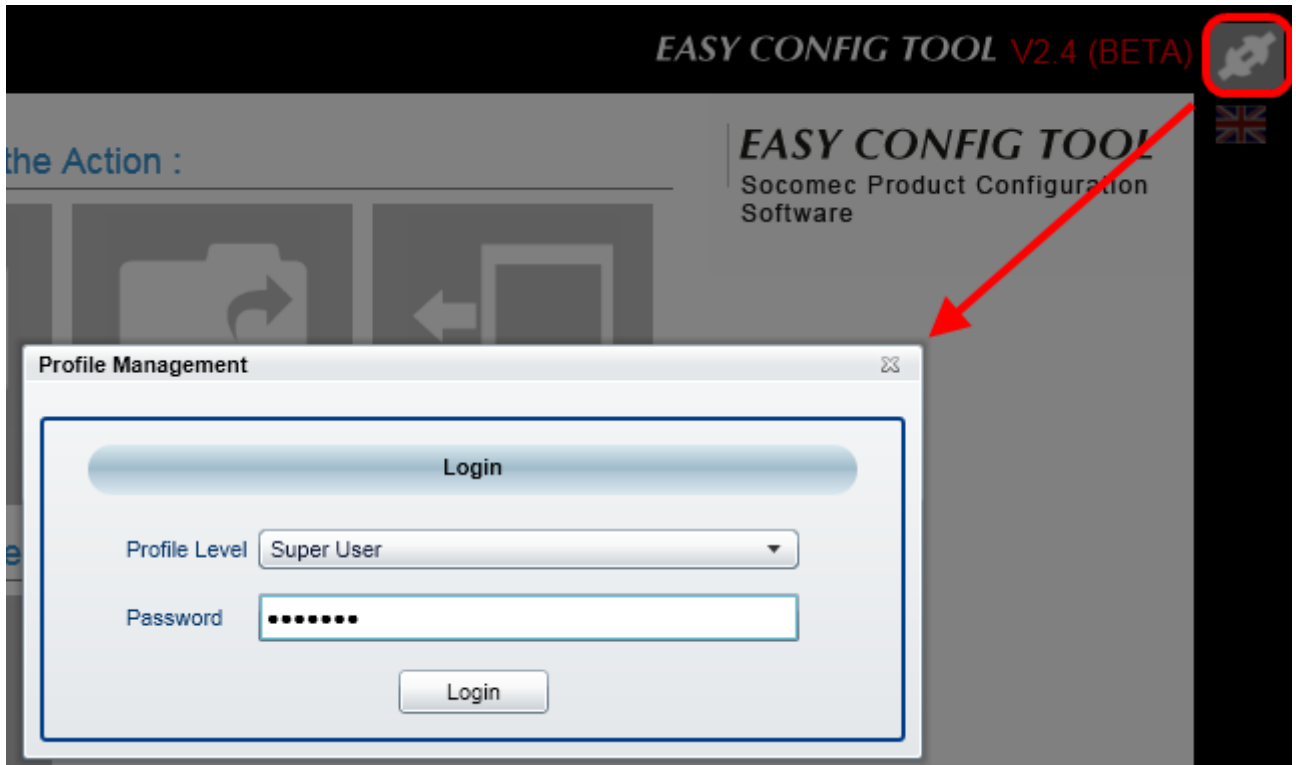 EASY CONFIG TOOL V2.4 (BETA)
the Action :
EASY CONFIG TOOL
Socomec Product Configuration
Software
Profile Management
Login
Profile Level Super User
Password •••••••
Login